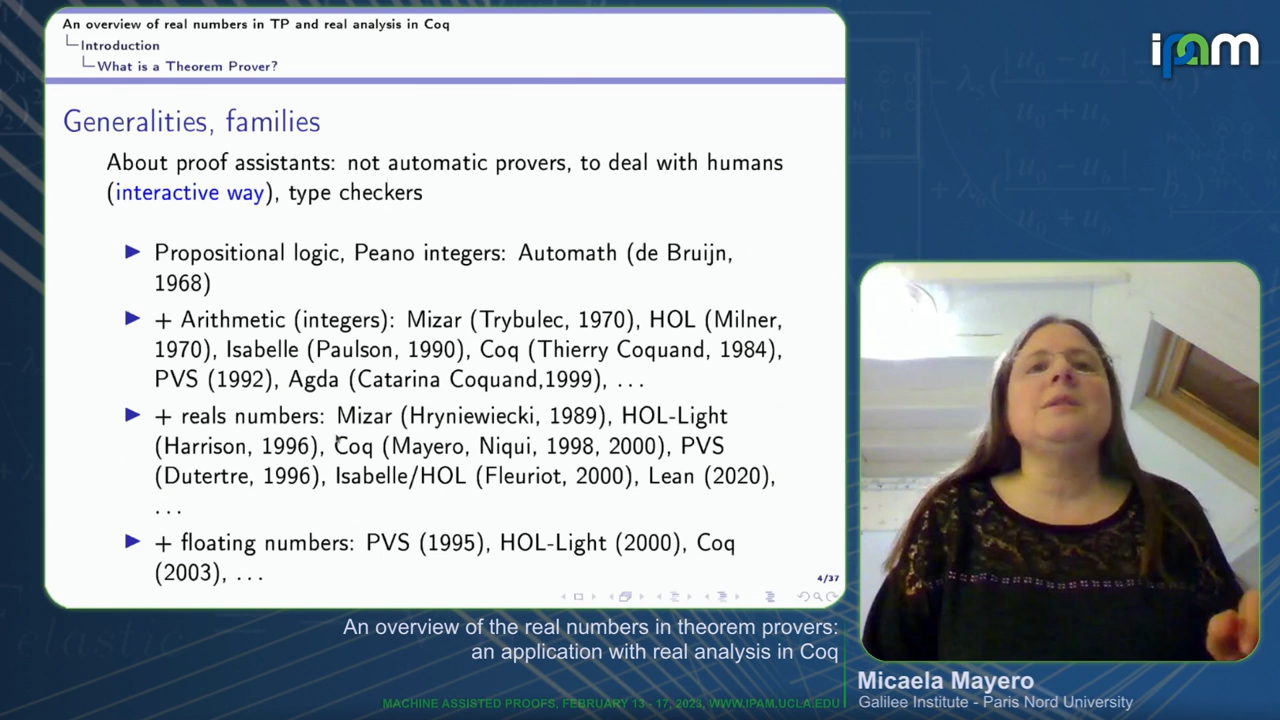 An overview of real numbers in TP and real analysis in Coq
Introduction
What is a Theorem Prover?
Generalities, families
About proof assistants: not automatic provers, to deal with humans
(interactive way), type checkers
▶ Propositional logic, Peano integers: Automath (de Bruijn,
1968)
▶ + Arithmetic (integers): Mizar (Trybulec, 1970), HOL (Milner,
1970), Isabelle (Paulson, 1990), Coq (Thierry Coquand, 1984),
PVS (1992), Agda (Catarina Coquand,1999), ...
▶ + reals numbers: Mizar (Hryniewiecki, 1989), HOL-Light
(Harrison, 1996), Coq (Mayero, Niqui, 1998, 2000), PVS
(Dutertre, 1996), Isabelle/HOL (Fleuriot, 2000), Lean (2020),
...
▶ + floating numbers: PVS (1995), HOL-Light (2000), Coq
(2003), ...
4/37
ipam
An overview of the real numbers in theorem provers:
an application with real analysis in Coq
Micaela Mayero
Galilee Institute - Paris Nord University
MACHINE ASSISTED PROOFS, FEBRUARY 13 - 17, 2023, WWW.IPAM.UCLA.EDU
elastic